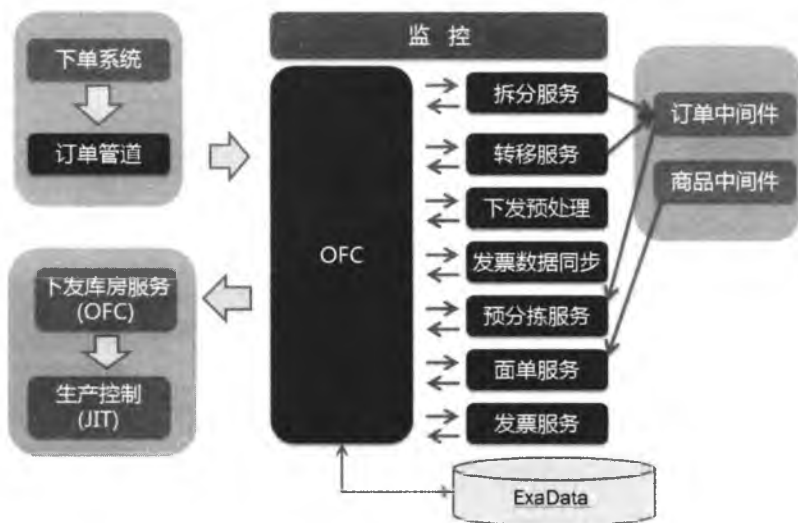 监 控
下单系统
订单管道
OFC
拆分服务
转移服务
下发预处理
发票数据同步
预分拣服务
面单服务
发票服务
订单中间件
商品中间件
下发库房服务
(OFC)
生产控制
(JIT)
ExaData